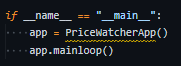 if __name__ == "__main__":
    app = PriceWatcherApp()
    app.mainloop()